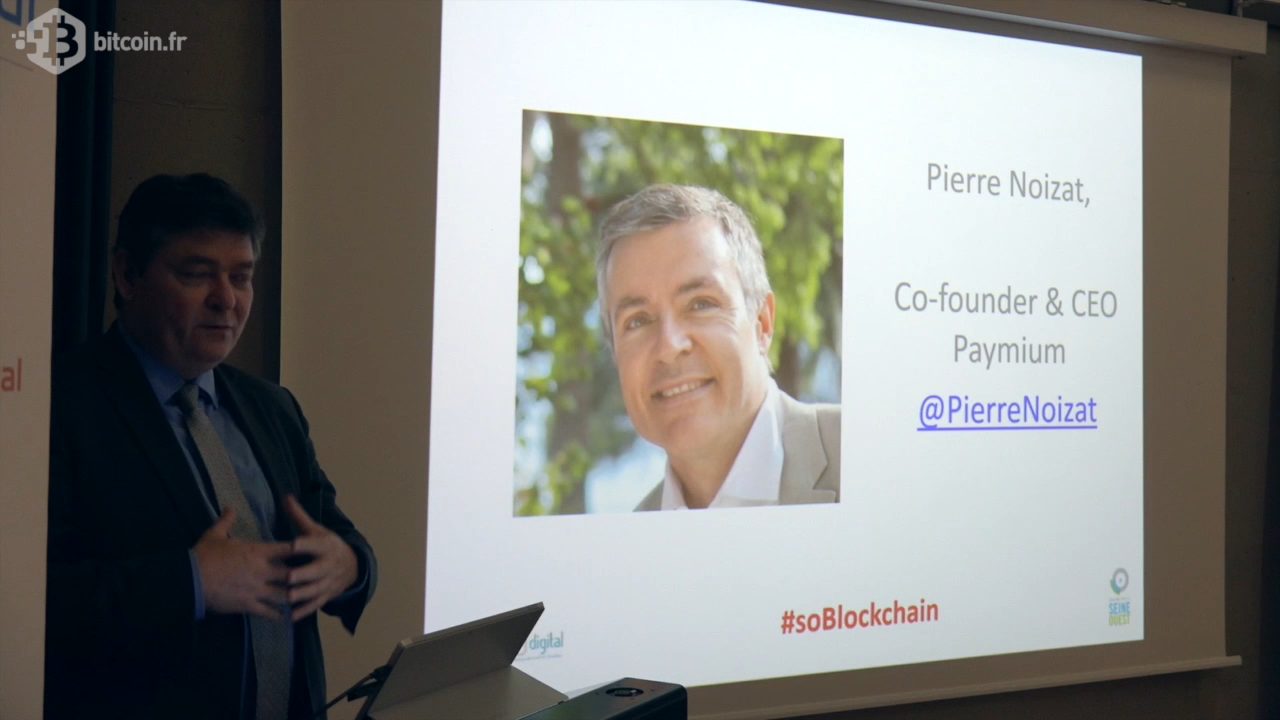 bitcoin.fr
al
Pierre Noizat,
Co-founder & CEO
Paymium
@PierreNoizat
#soBlockchain
digital
SEINE
OUEST